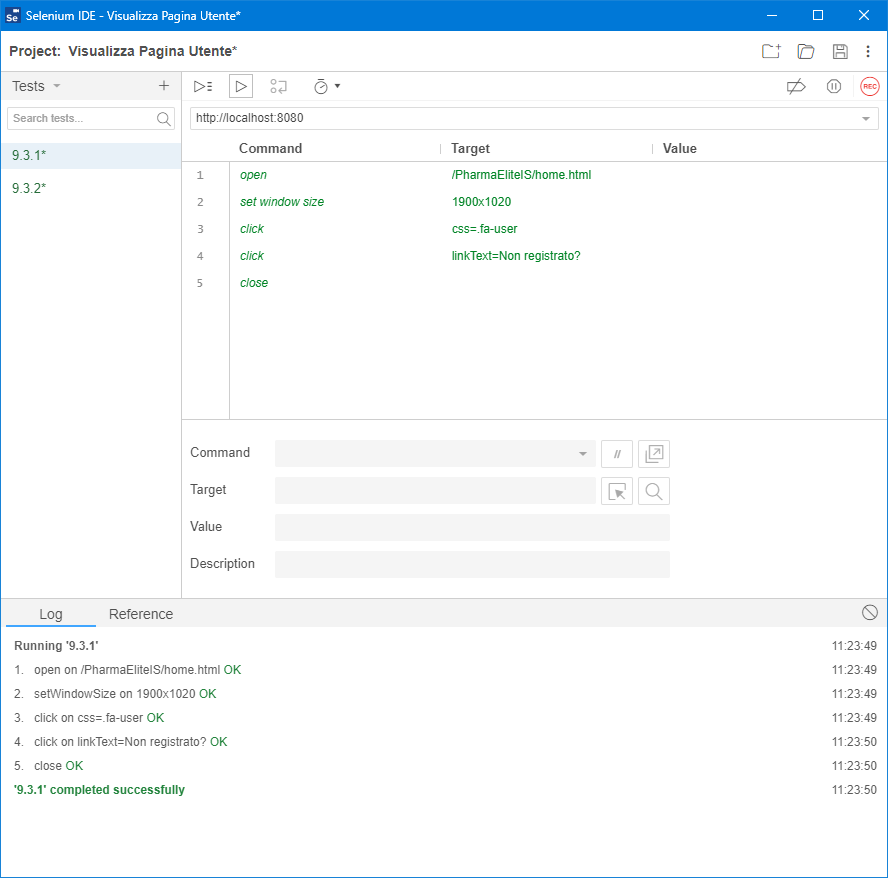 Se Selenium IDE - Visualizza Pagina Utente*
Project: Visualizza Pagina Utente*
Tests
+
REC
Search tests...
http://localhost:8080
Command Target Value
9.3.1*
9.3.2*
1 open /PharmaEliteIS/home.html
2 set window size 1900x1020
3 click css=.fa-user
4 click linkText=Non registrato?
5 close
Command //
Target
Value
Description
Log Reference
Running '9.3.1' 11:23:49
1. open on /PharmaEliteIS/home.html OK 11:23:49
2. setWindowSize on 1900x1020 OK 11:23:49
3. click on css=.fa-user OK 11:23:49
4. click on linkText=Non registrato? OK 11:23:50
5. close OK 11:23:50
'9.3.1' completed successfully 11:23:50